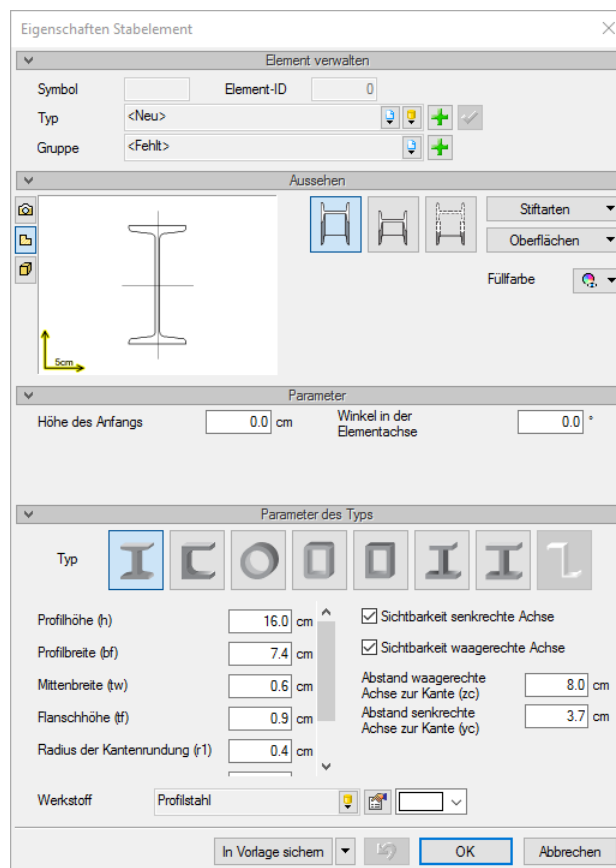 Eigenschaften Stabelement
Element verwalten
Symbol Element-ID 0
Typ <Neu>
Gruppe <Fehlt>
Aussehen
Stiftarten
Oberflächen
Füllfarbe
5cm
Parameter
Höhe des Anfangs 0.0 cm Winkel in der Elementachse 0.0 °
Parameter des Typs
Typ
Profilhöhe (h) 16.0 cm
Profilbreite (bf) 7.4 cm
Mittenbreite (tw) 0.6 cm
Flanschhöhe (tf) 0.9 cm
Radius der Kantenrundung (r1) 0.4 cm
Sichtbarkeit senkrechte Achse
Sichtbarkeit waagerechte Achse
Abstand waagerechte Achse zur Kante (zc) 8.0 cm
Abstand senkrechte Achse zur Kante (yc) 3.7 cm
Werkstoff Profilstahl
In Vorlage sichern OK Abbrechen